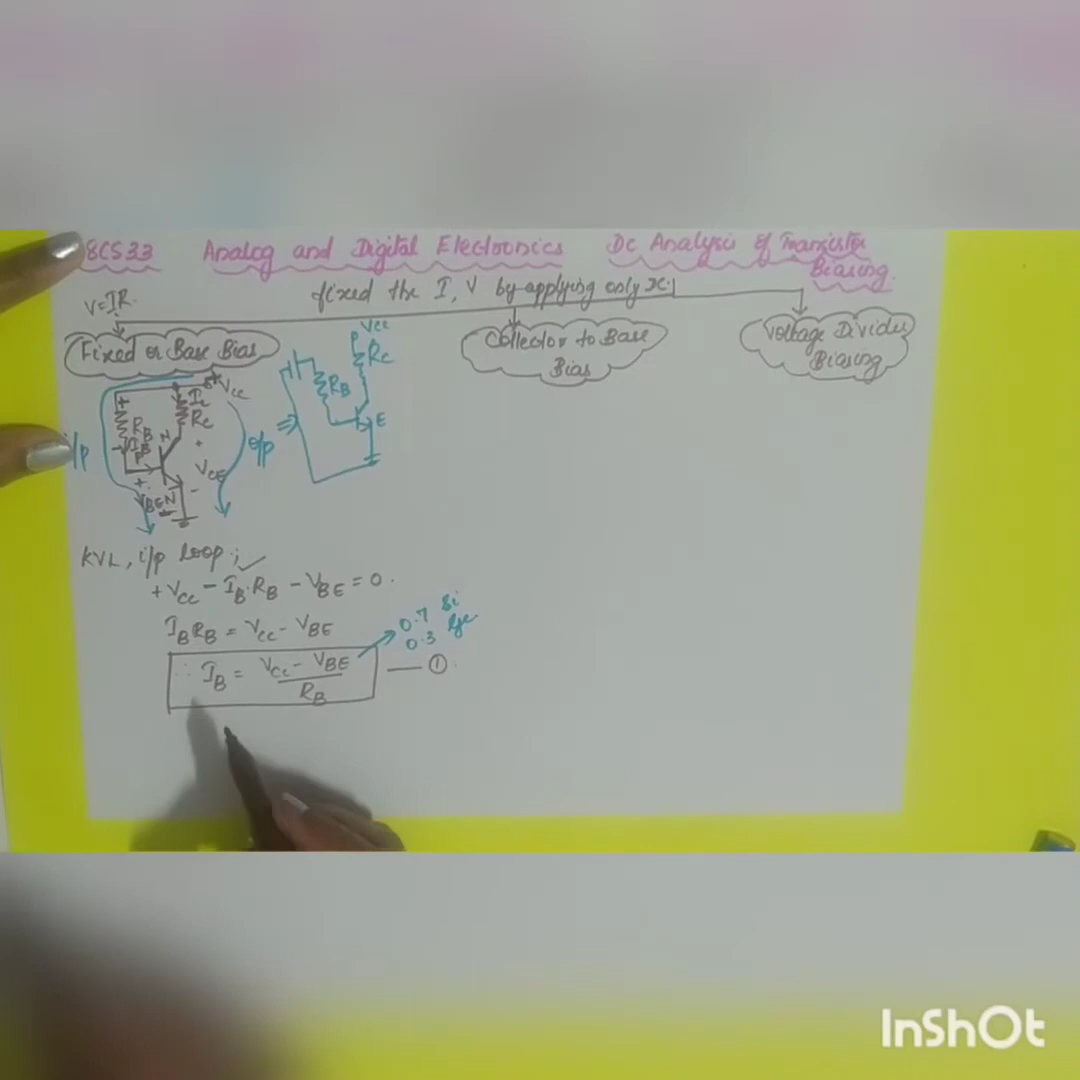 8CS33 Analog and Digital Electronics Dc Analysis of Transistor
Biasing.
V=IR
fixed the I, V by applying only
Fixed or Base Bias
Collector to Base
Bias
Voltage Divider
Biasing
VCC
RC
RB
E
VCC
IC
RC
+
RB
IB
N
P
N
+
VCE
-
+
VBE
i/p
o/p
KVL, i/p loop ;
+VCC - IB.RB - VBE = 0.
IBRB = VCC - VBE
0.7 Si
0.3 Ge
∴ IB = VCC - VBE / RB — ①
InShOt